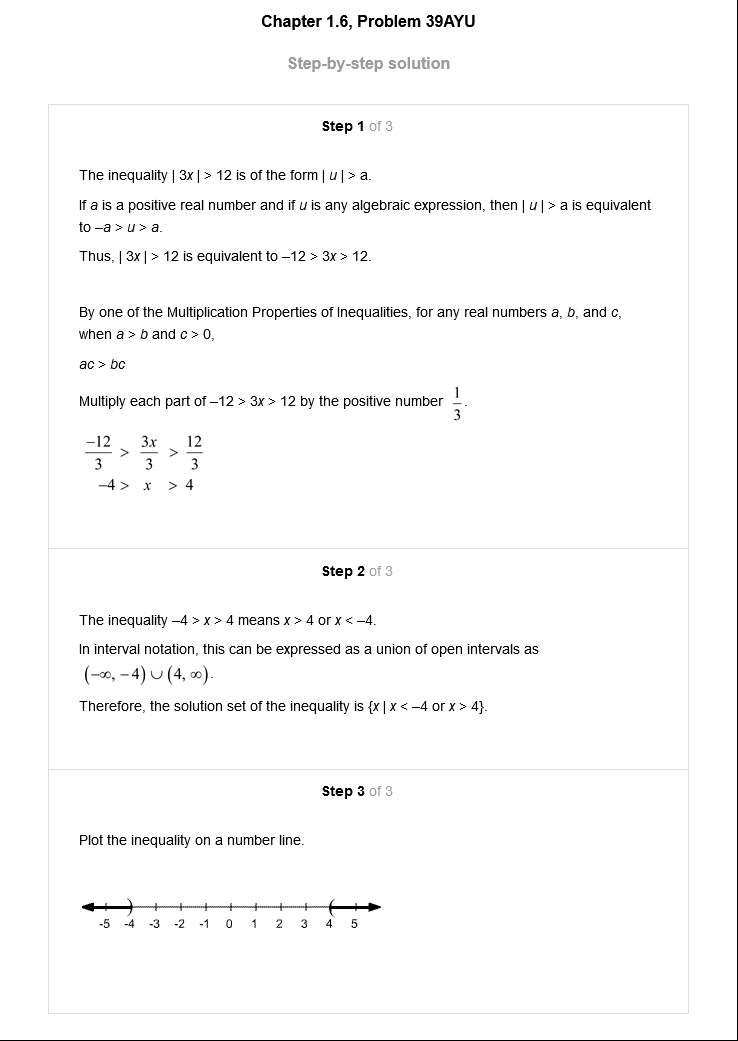 Chapter 1.6, Problem 39AYU
Step-by-step solution
Step 1 of 3
The inequality | 3x | > 12 is of the form | u | > a.
If a is a positive real number and if u is any algebraic expression, then | u | > a is equivalent
to –a > u > a.
Thus, | 3x | > 12 is equivalent to –12 > 3x > 12.
By one of the Multiplication Properties of Inequalities, for any real numbers a, b, and c,
when a > b and c > 0,
ac > bc
Multiply each part of –12 > 3x > 12 by the positive number 1/3.
–12/3 > 3x/3 > 12/3
–4 > x > 4
Step 2 of 3
The inequality –4 > x > 4 means x > 4 or x < –4.
In interval notation, this can be expressed as a union of open intervals as
(–∞, –4) ∪ (4, ∞).
Therefore, the solution set of the inequality is {x | x < –4 or x > 4}.
Step 3 of 3
Plot the inequality on a number line.
-5 -4 -3 -2 -1 0 1 2 3 4 5